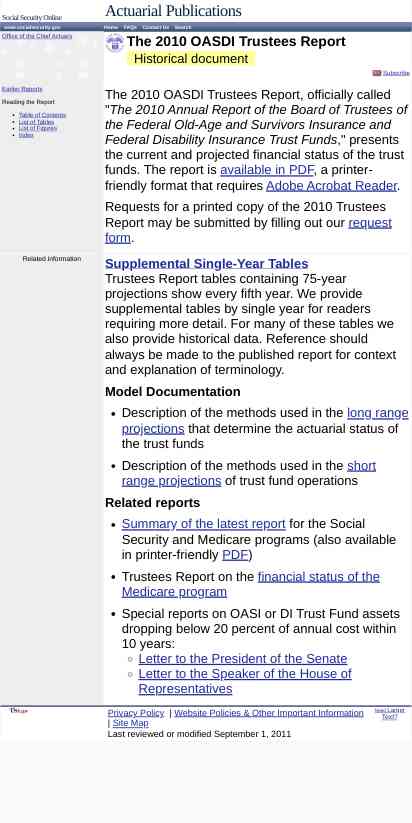 Social Security Online
Actuarial Publications
www.socialsecurity.gov
Home FAQs Contact Us Search
Office of the Chief Actuary
The 2010 OASDI Trustees Report
Historical document
Subscribe
Earlier Reports
Reading the Report
• Table of Contents
• List of Tables
• List of Figures
• Index
The 2010 OASDI Trustees Report, officially called
"The 2010 Annual Report of the Board of Trustees of
the Federal Old-Age and Survivors Insurance and
Federal Disability Insurance Trust Funds," presents
the current and projected financial status of the trust
funds. The report is available in PDF, a printer-
friendly format that requires Adobe Acrobat Reader.
Requests for a printed copy of the 2010 Trustees
Report may be submitted by filling out our request
form.
Related Information
Supplemental Single-Year Tables
Trustees Report tables containing 75-year
projections show every fifth year. We provide
supplemental tables by single year for readers
requiring more detail. For many of these tables we
also provide historical data. Reference should
always be made to the published report for context
and explanation of terminology.
Model Documentation
• Description of the methods used in the long range
projections that determine the actuarial status of
the trust funds
• Description of the methods used in the short
range projections of trust fund operations
Related reports
• Summary of the latest report for the Social
Security and Medicare programs (also available
in printer-friendly PDF)
• Trustees Report on the financial status of the
Medicare program
• Special reports on OASI or DI Trust Fund assets
dropping below 20 percent of annual cost within
10 years:
◦ Letter to the President of the Senate
◦ Letter to the Speaker of the House of
Representatives
Privacy Policy | Website Policies & Other Important Information
| Site Map
Last reviewed or modified September 1, 2011
Need Larger
Text?